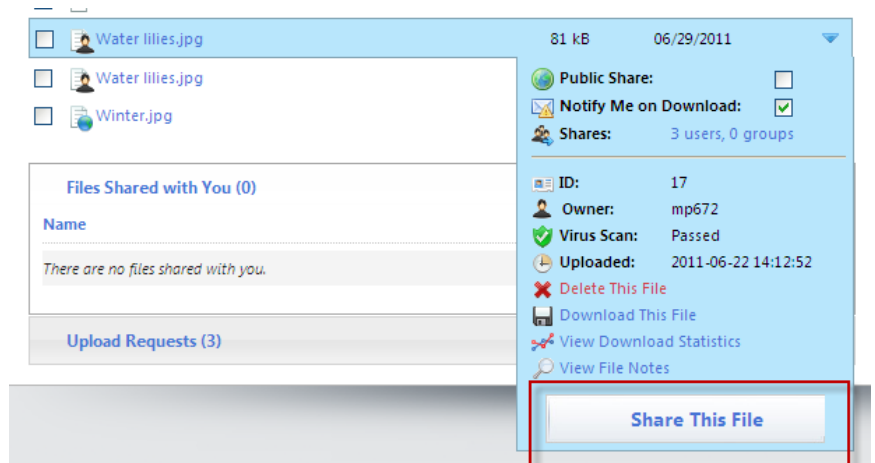 Water lilies.jpg 81 kB 06/29/2011
Water lilies.jpg
Winter.jpg
Public Share:
Notify Me on Download:
Shares: 3 users, 0 groups
ID: 17
Owner: mp672
Virus Scan: Passed
Uploaded: 2011-06-22 14:12:52
Delete This File
Download This File
View Download Statistics
View File Notes
Share This File
Files Shared with You (0)
Name
There are no files shared with you.
Upload Requests (3)